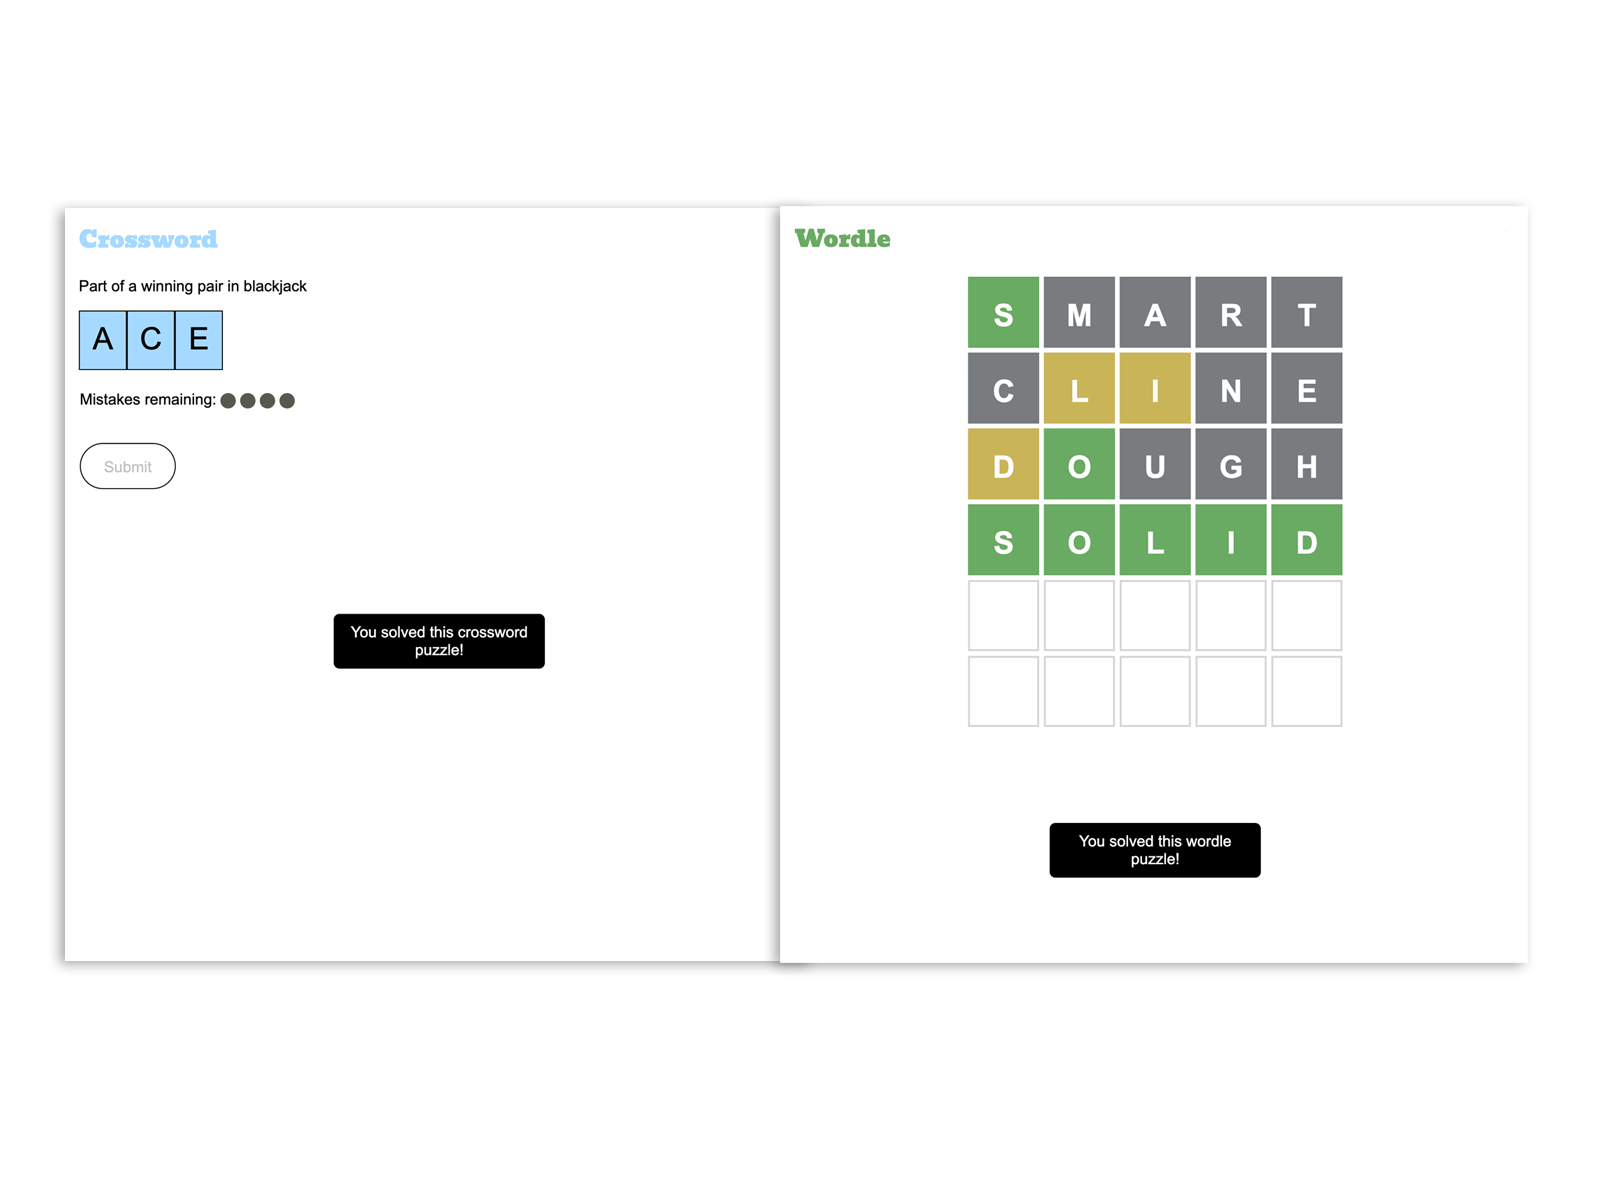 Crossword
Part of a winning pair in blackjack
A C E
Mistakes remaining:
Submit
You solved this crossword
puzzle!
Wordle
S M A R T
C L I N E
D O U G H
S O L I D
You solved this wordle
puzzle!